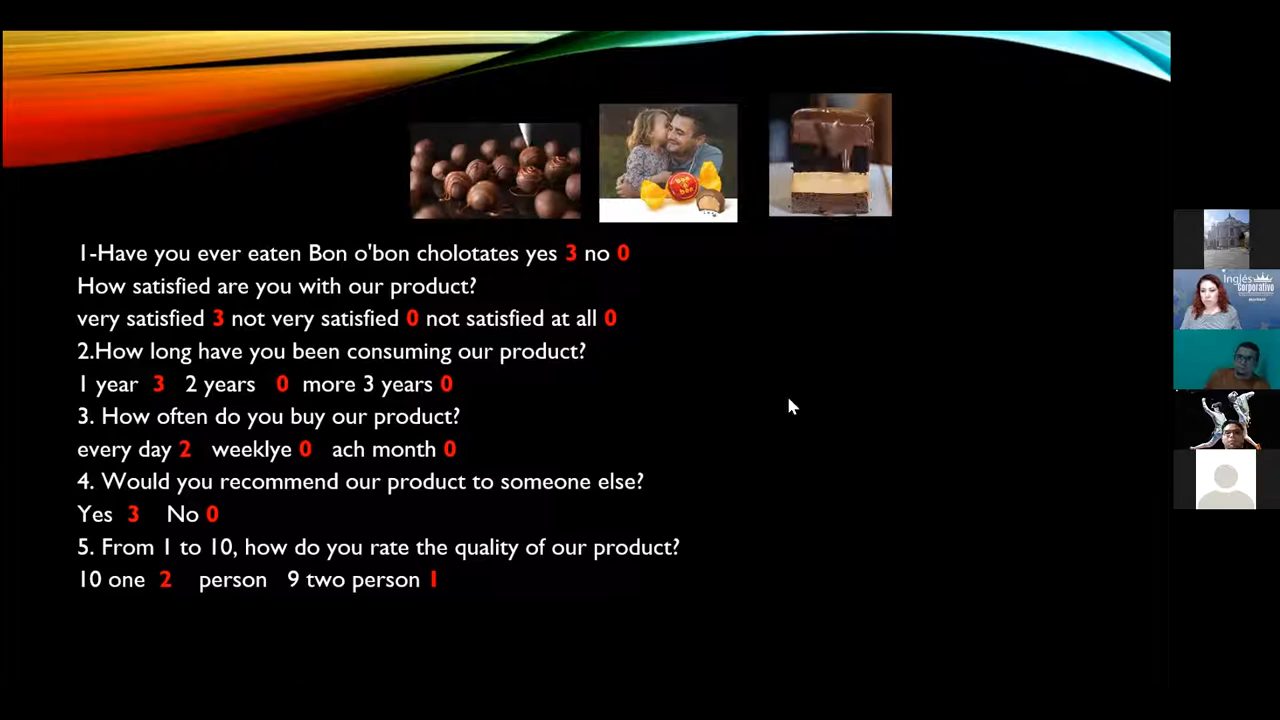 bon o bon
1-Have you ever eaten Bon o'bon cholotates yes 3 no 0
How satisfied are you with our product?
very satisfied 3 not very satisfied 0 not satisfied at all 0
2.How long have you been consuming our product?
1 year 3 2 years 0 more 3 years 0
3. How often do you buy our product?
every day 2 weeklye 0 ach month 0
4. Would you recommend our product to someone else?
Yes 3 No 0
5. From 1 to 10, how do you rate the quality of our product?
10 one 2 person 9 two person 1
Inglés
Corporativo